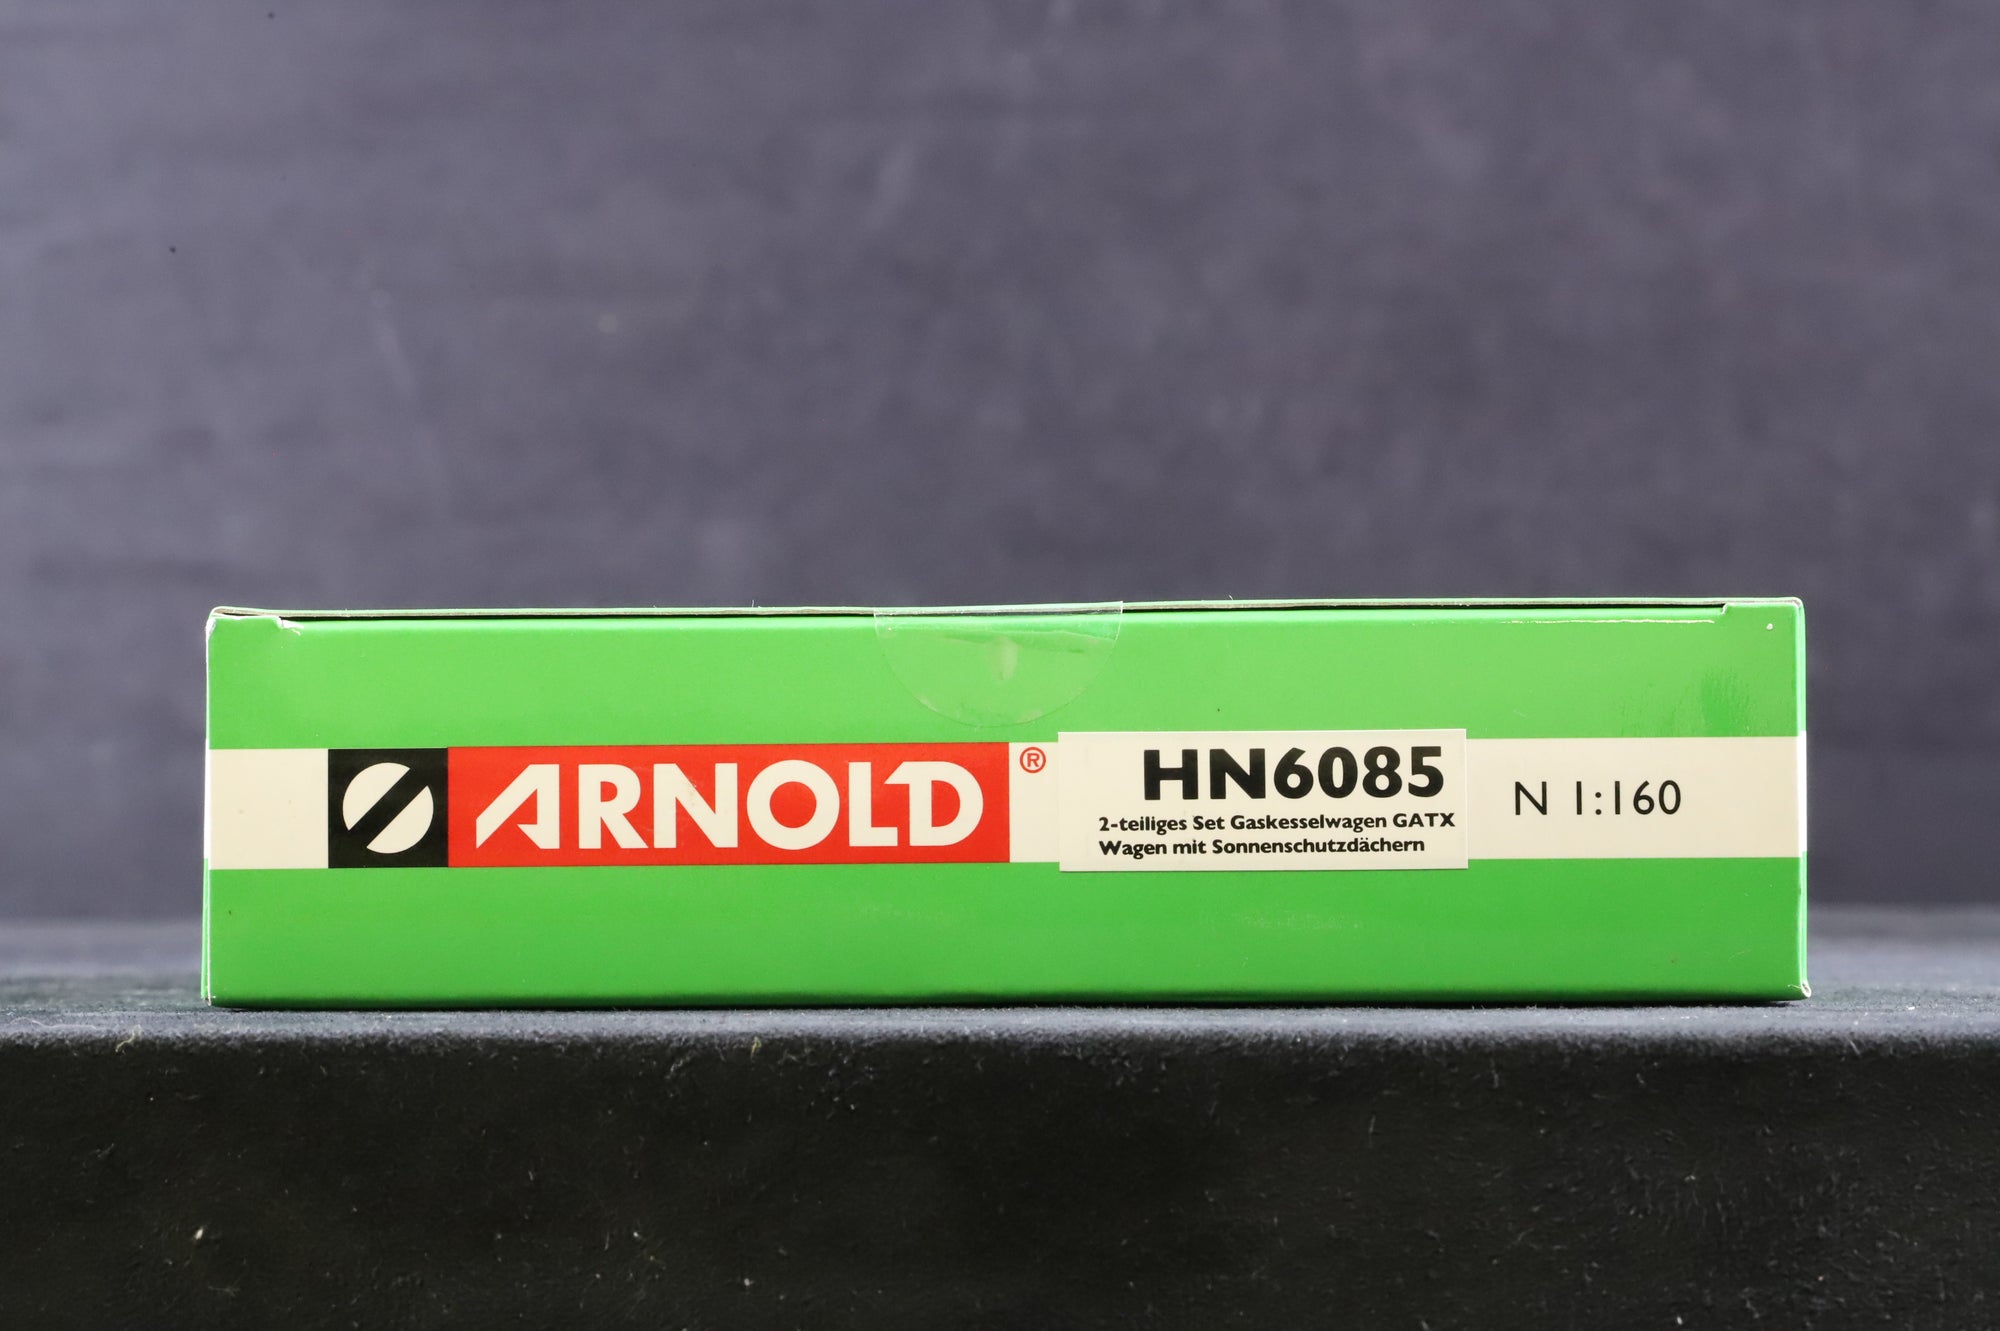 ARNOLD®
HN6085
2-teiliges Set Gaskesselwagen GATX
Wagen mit Sonnenschutzdächern
N 1:160